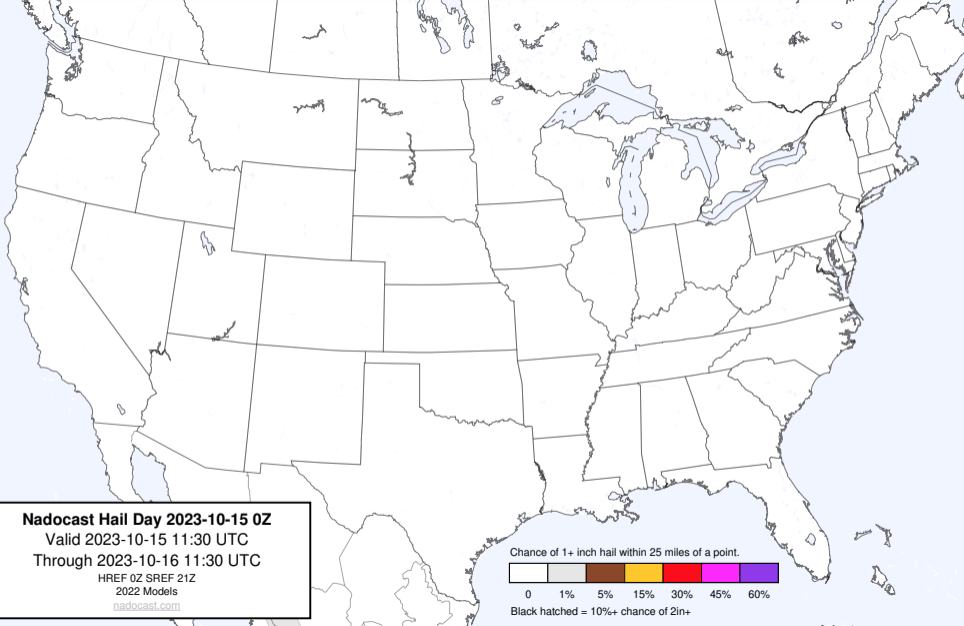 Nadocast Hail Day 2023-10-15 0Z
Valid 2023-10-15 11:30 UTC
Through 2023-10-16 11:30 UTC
HREF 0Z SREF 21Z
2022 Models
nadocast.com
Chance of 1+ inch hail within 25 miles of a point.
0 1% 5% 15% 30% 45% 60%
Black hatched = 10%+ chance of 2in+